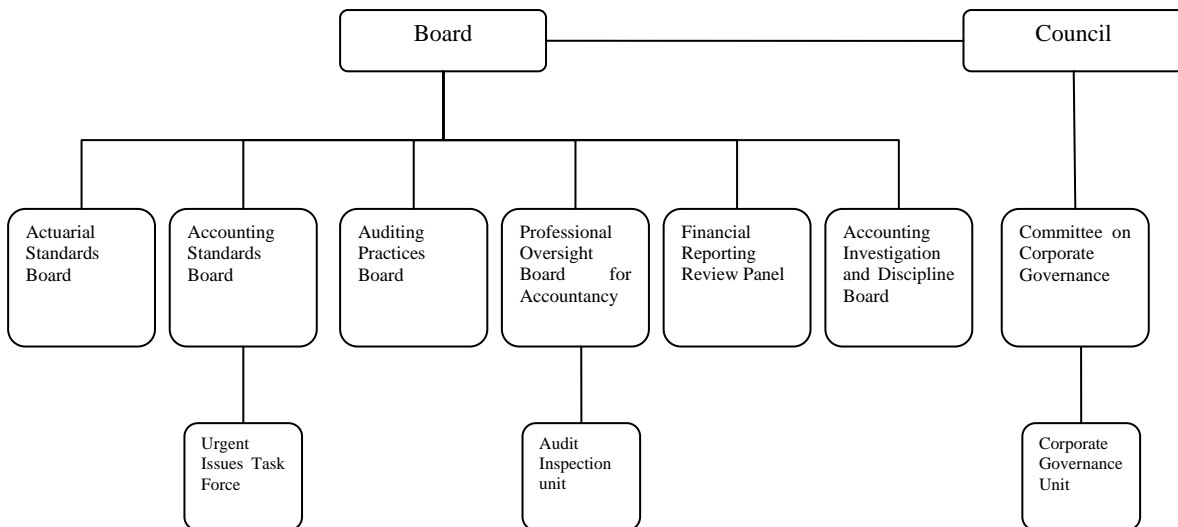 Board
Council
Actuarial
Standards
Board
Accounting
Standards
Board
Auditing
Practices
Board
Professional
Oversight
Board for
Accountancy
Financial
Reporting
Review Panel
Accounting
Investigation
and Discipline
Board
Committee on
Corporate
Governance
Urgent
Issues Task
Force
Audit
Inspection
unit
Corporate
Governance
Unit